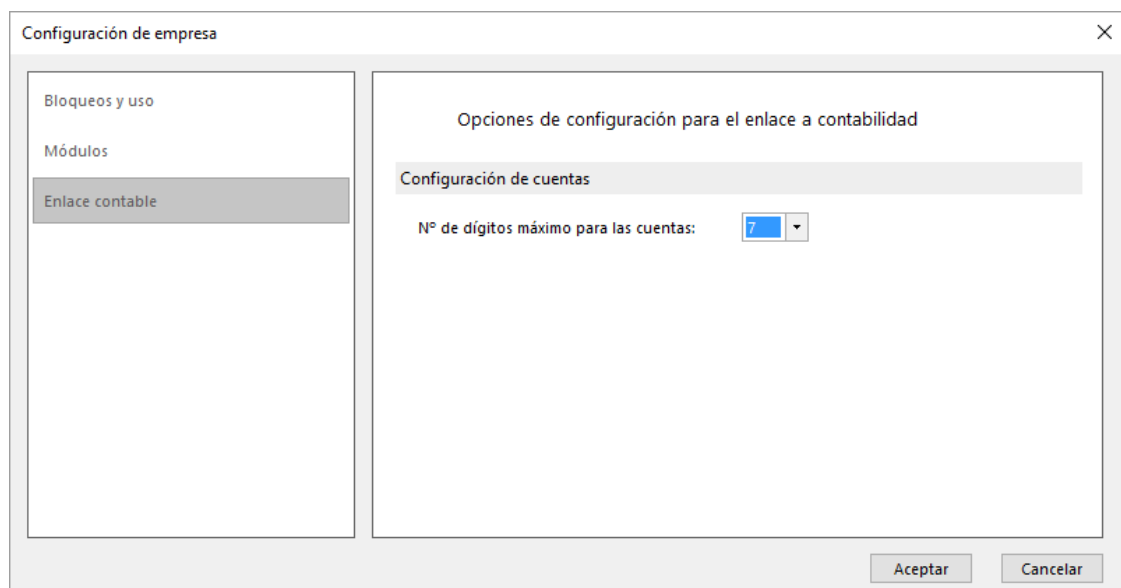 Configuración de empresa
Bloqueos y uso
Módulos
Enlace contable
Opciones de configuración para el enlace a contabilidad
Configuración de cuentas
Nº de dígitos máximo para las cuentas:
7
Aceptar
Cancelar